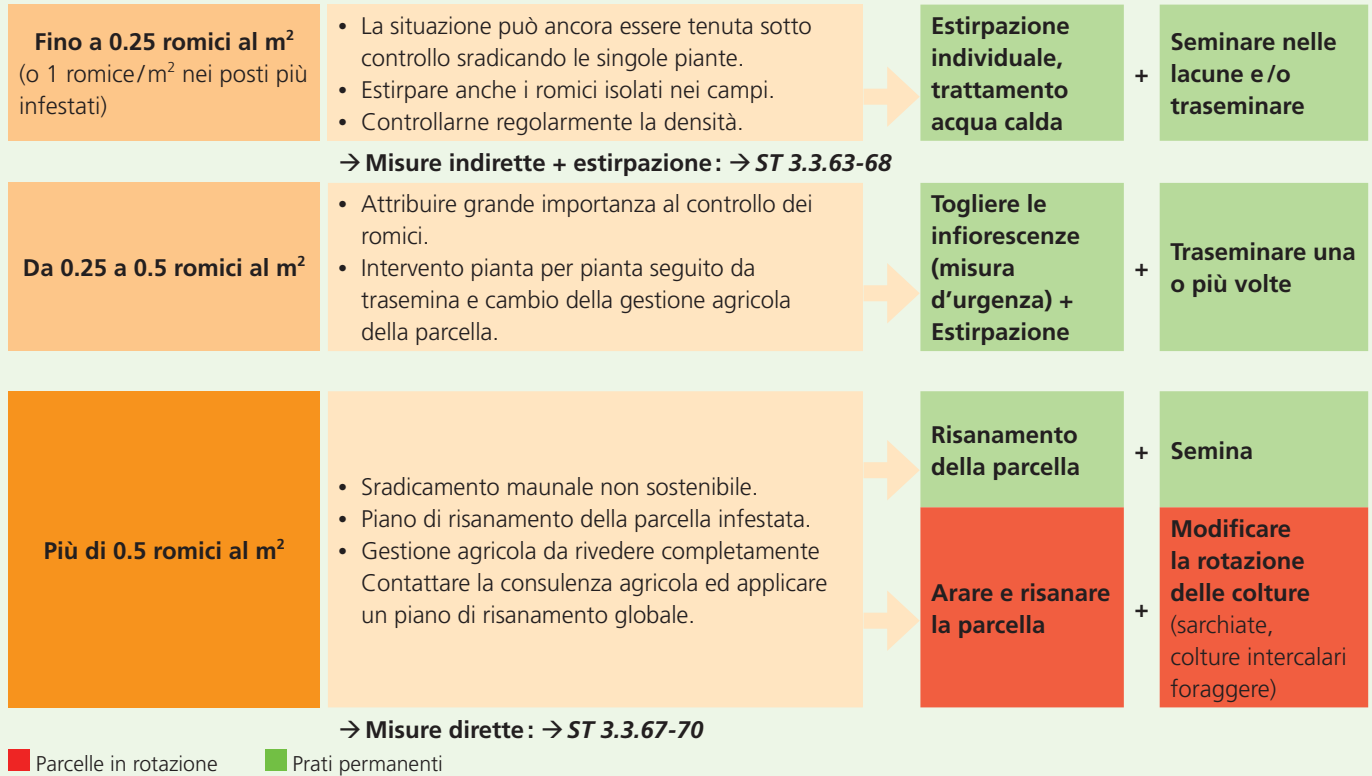 Fino a 0.25 romici al m²
(o 1 romice/m² nei posti più
infestati)
• La situazione può ancora essere tenuta sotto
controllo sradicando le singole piante.
• Estirpare anche i romici isolati nei campi.
• Controllarne regolarmente la densità.
Estirpazione
individuale,
trattamento
acqua calda
+
Seminare nelle
lacune e/o
traseminare
→ Misure indirette + estirpazione: → ST 3.3.63-68
Da 0.25 a 0.5 romici al m²
• Attribuire grande importanza al controllo dei
romici.
• Intervento pianta per pianta seguito da
trasemina e cambio della gestione agricola
della parcella.
Togliere le
infiorescenze
(misura
d'urgenza) +
Estirpazione
+
Traseminare una
o più volte
Più di 0.5 romici al m²
• Sradicamento maunale non sostenibile.
• Piano di risanamento della parcella infestata.
• Gestione agricola da rivedere completamente
Contattare la consulenza agricola ed applicare
un piano di risanamento globale.
Risanamento
della parcella
+
Semina
Arare e risanare
la parcella
+
Modificare
la rotazione
delle colture
(sarchiate,
colture intercalari
foraggere)
→ Misure dirette: → ST 3.3.67-70
Parcelle in rotazione
Prati permanenti